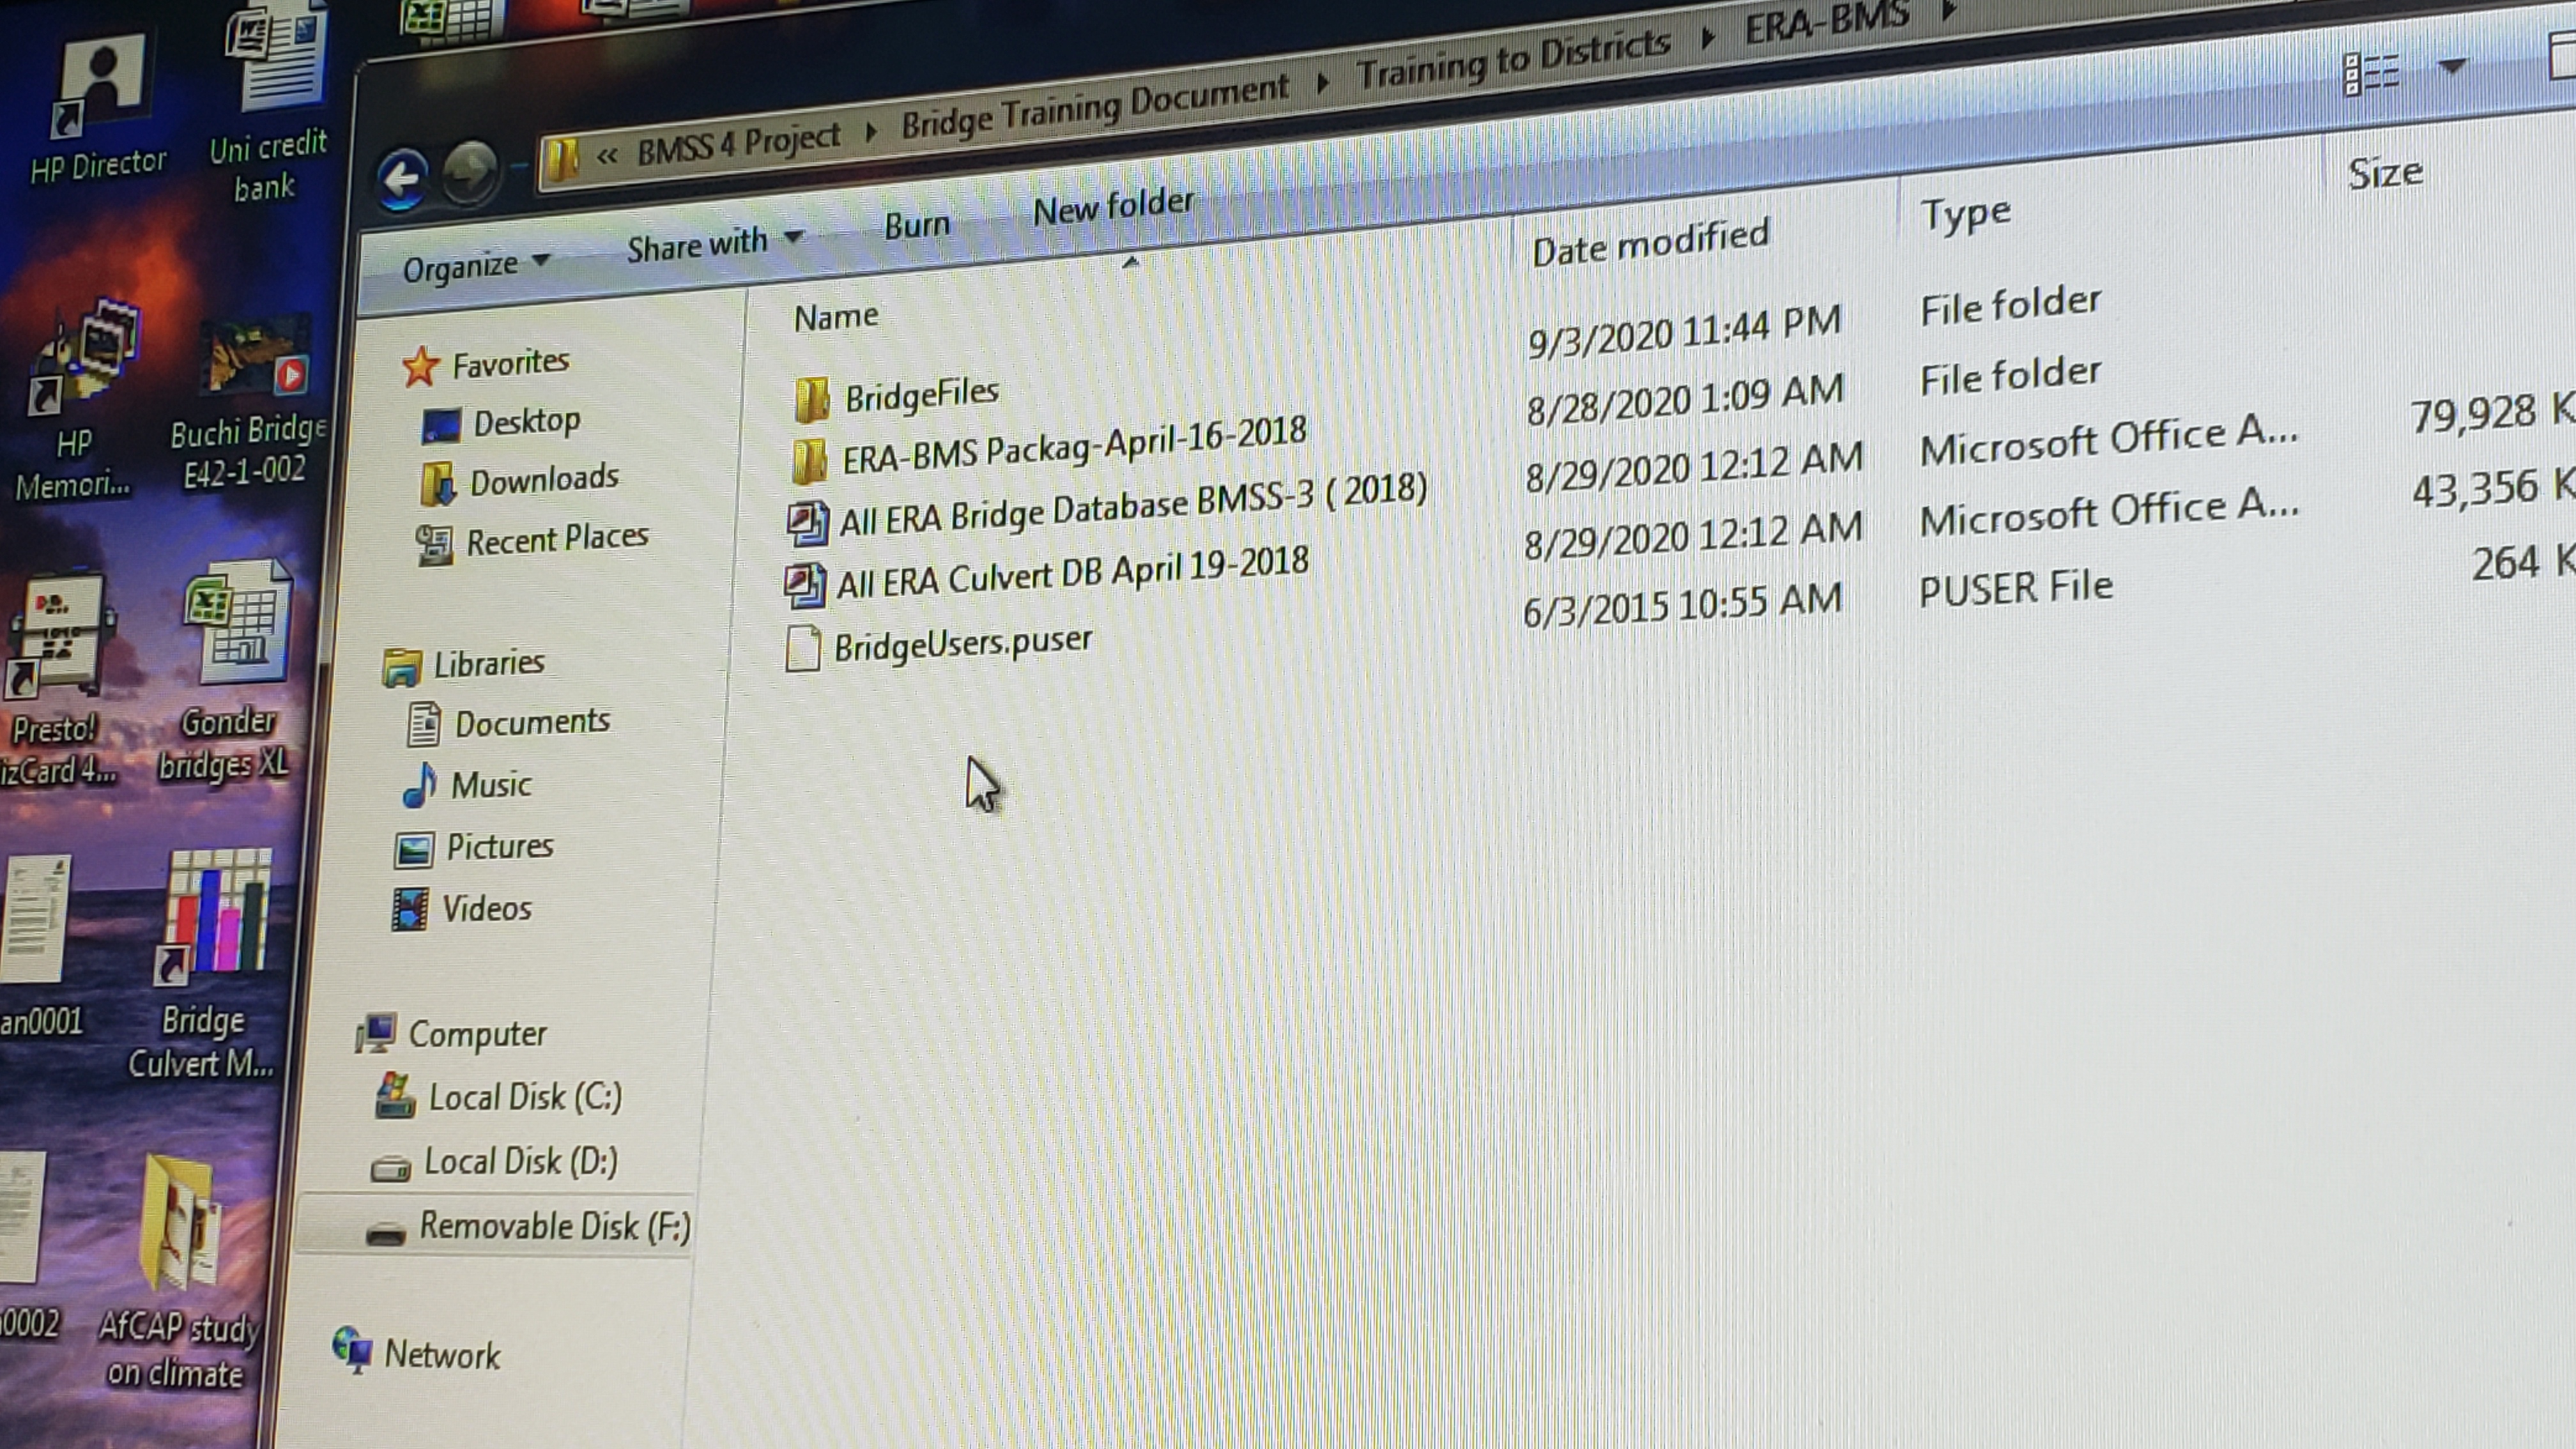 HP Director
Uni credit
bank
HP
Memori...
Buchi Bridge
E42-1-002
Presto!
izCard 4...
Gonder
bridges XL
an0001
Bridge
Culvert M...
0002
AfCAP study
on climate
« BMSS 4 Project ▸ Bridge Training Document ▸ Training to Districts ▸ ERA-BMS ▸
Organize Share with Burn New folder
Favorites
Desktop
Downloads
Recent Places
Libraries
Documents
Music
Pictures
Videos
Computer
Local Disk (C:)
Local Disk (D:)
Removable Disk (F:)
Network
Name Date modified Type Size
BridgeFiles 9/3/2020 11:44 PM File folder
ERA-BMS Packag-April-16-2018 8/28/2020 1:09 AM File folder
All ERA Bridge Database BMSS-3 ( 2018) 8/29/2020 12:12 AM Microsoft Office A... 79,928 K
All ERA Culvert DB April 19-2018 8/29/2020 12:12 AM Microsoft Office A... 43,356 K
BridgeUsers.puser 6/3/2015 10:55 AM PUSER File 264 K